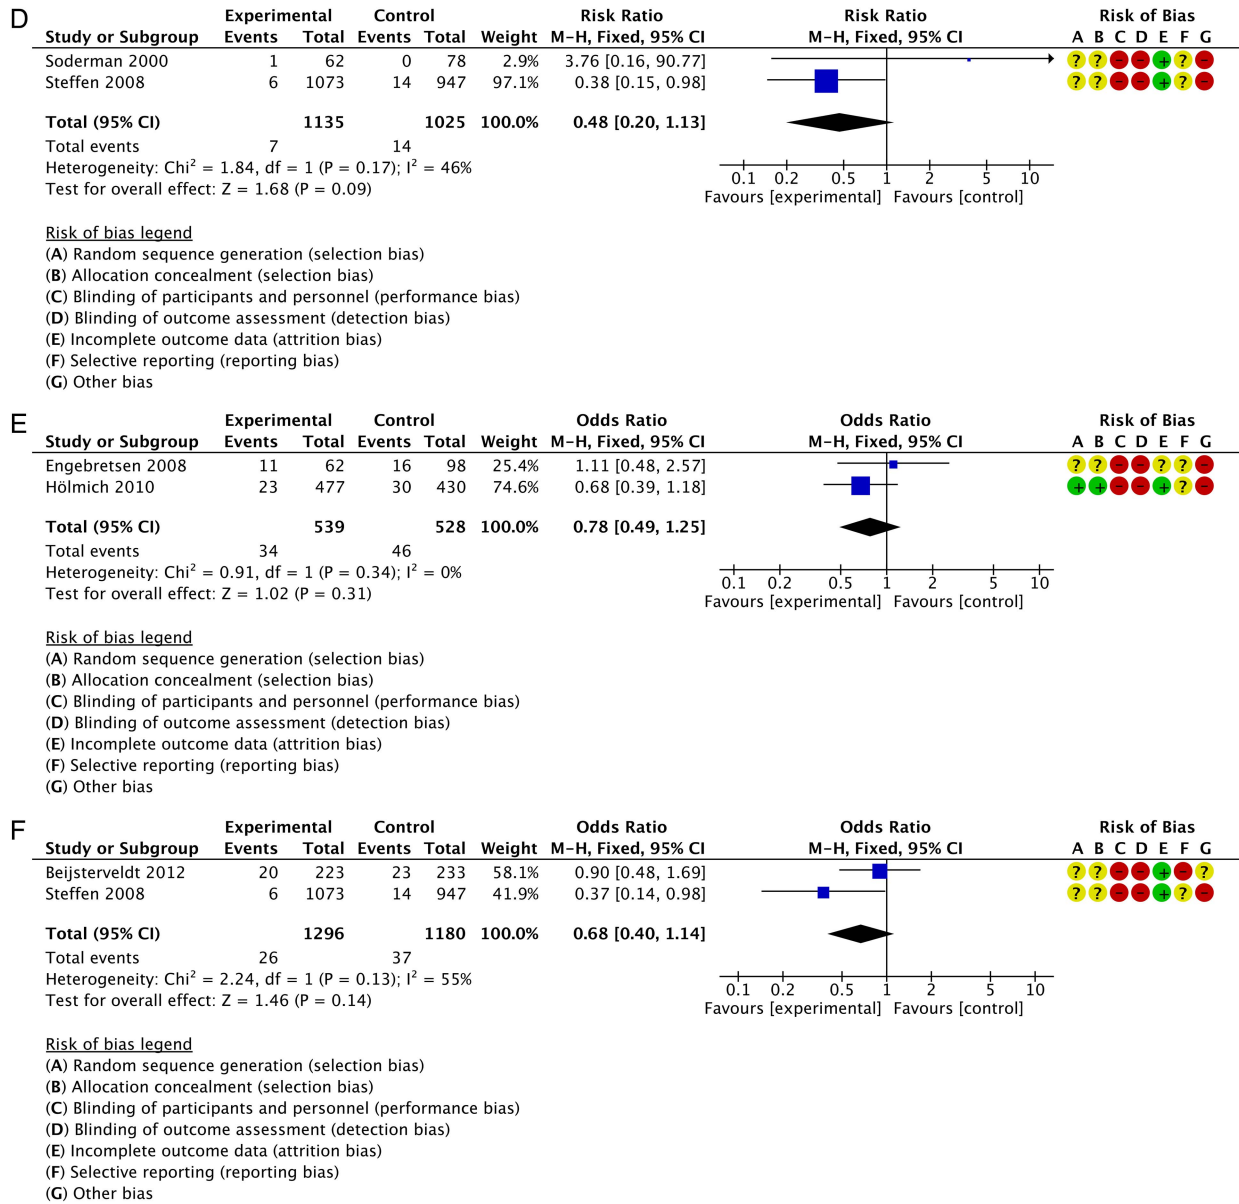 D
Experimental Control Risk Ratio Risk Ratio Risk of Bias
Study or Subgroup Events Total Events Total Weight M-H, Fixed, 95% CI M-H, Fixed, 95% CI A B C D E F G
Soderman 2000 1 62 0 78 2.9% 3.76 [0.16, 90.77] ? ? - - + ? -
Steffen 2008 6 1073 14 947 97.1% 0.38 [0.15, 0.98] ? ? - - + ? -
Total (95% CI) 1135 1025 100.0% 0.48 [0.20, 1.13]
Total events 7 14
Heterogeneity: Chi² = 1.84, df = 1 (P = 0.17); I² = 46%
Test for overall effect: Z = 1.68 (P = 0.09)
0.1 0.2 0.5 1 2 5 10
Favours [experimental] Favours [control]
Risk of bias legend
(A) Random sequence generation (selection bias)
(B) Allocation concealment (selection bias)
(C) Blinding of participants and personnel (performance bias)
(D) Blinding of outcome assessment (detection bias)
(E) Incomplete outcome data (attrition bias)
(F) Selective reporting (reporting bias)
(G) Other bias
E
Experimental Control Odds Ratio Odds Ratio Risk of Bias
Study or Subgroup Events Total Events Total Weight M-H, Fixed, 95% CI M-H, Fixed, 95% CI A B C D E F G
Engebretsen 2008 11 62 16 98 25.4% 1.11 [0.48, 2.57] ? ? - - ? ? -
Hölmich 2010 23 477 30 430 74.6% 0.68 [0.39, 1.18] + + - - + ? -
Total (95% CI) 539 528 100.0% 0.78 [0.49, 1.25]
Total events 34 46
Heterogeneity: Chi² = 0.91, df = 1 (P = 0.34); I² = 0%
Test for overall effect: Z = 1.02 (P = 0.31)
0.1 0.2 0.5 1 2 5 10
Favours [experimental] Favours [control]
Risk of bias legend
(A) Random sequence generation (selection bias)
(B) Allocation concealment (selection bias)
(C) Blinding of participants and personnel (performance bias)
(D) Blinding of outcome assessment (detection bias)
(E) Incomplete outcome data (attrition bias)
(F) Selective reporting (reporting bias)
(G) Other bias
F
Experimental Control Odds Ratio Odds Ratio Risk of Bias
Study or Subgroup Events Total Events Total Weight M-H, Fixed, 95% CI M-H, Fixed, 95% CI A B C D E F G
Beijsterveldt 2012 20 223 23 233 58.1% 0.90 [0.48, 1.69] ? ? - - + - ?
Steffen 2008 6 1073 14 947 41.9% 0.37 [0.14, 0.98] ? ? - - + ? -
Total (95% CI) 1296 1180 100.0% 0.68 [0.40, 1.14]
Total events 26 37
Heterogeneity: Chi² = 2.24, df = 1 (P = 0.13); I² = 55%
Test for overall effect: Z = 1.46 (P = 0.14)
0.1 0.2 0.5 1 2 5 10
Favours [experimental] Favours [control]
Risk of bias legend
(A) Random sequence generation (selection bias)
(B) Allocation concealment (selection bias)
(C) Blinding of participants and personnel (performance bias)
(D) Blinding of outcome assessment (detection bias)
(E) Incomplete outcome data (attrition bias)
(F) Selective reporting (reporting bias)
(G) Other bias